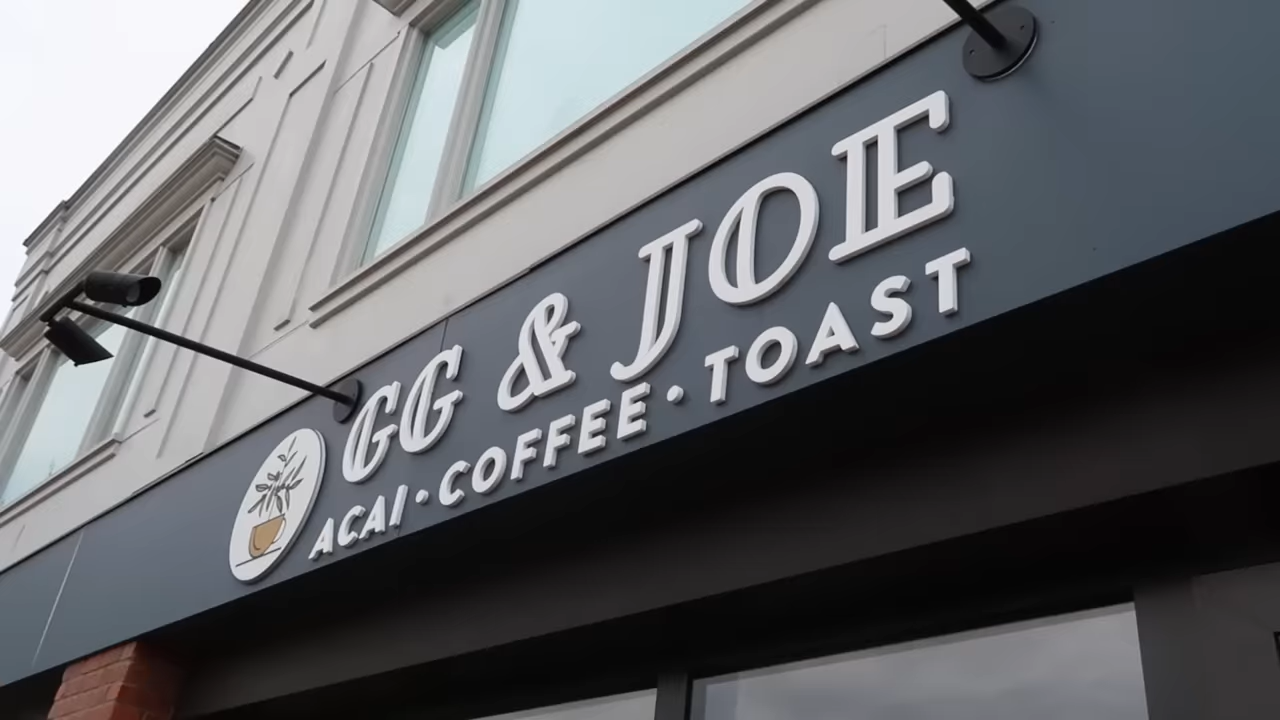 GG & JOE
ACAI • COFFEE • TOAST